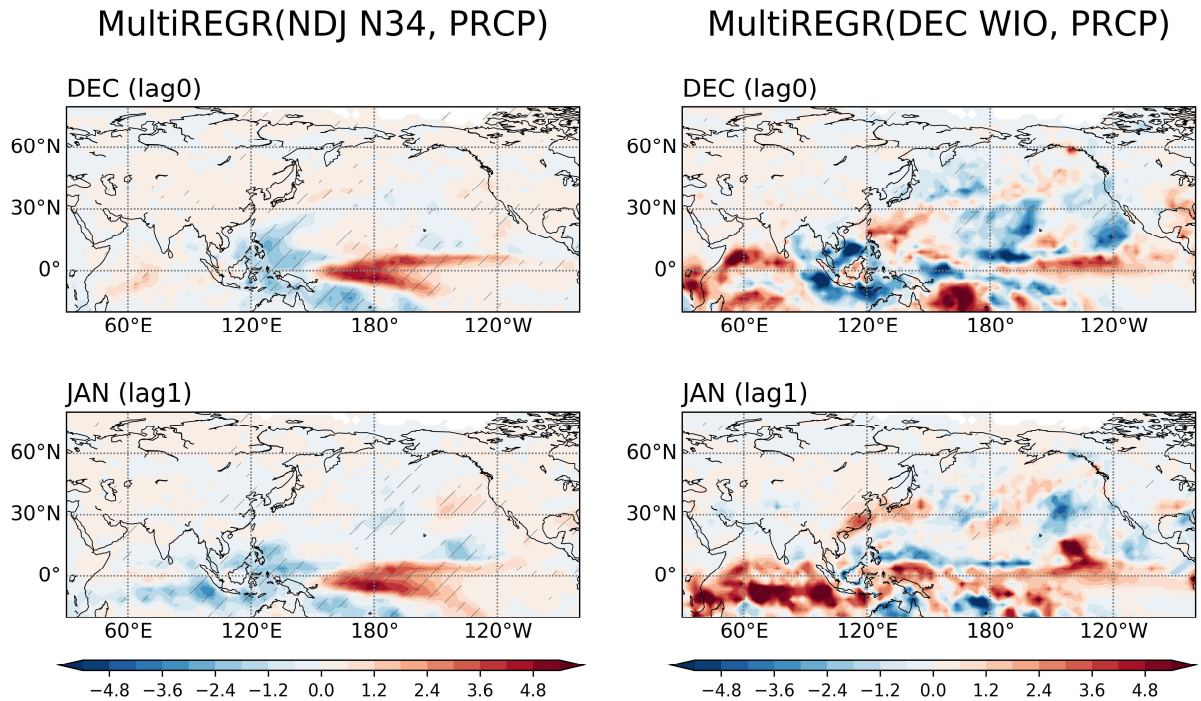 MultiREGR(NDJ N34, PRCP) MultiREGR(DEC WIO, PRCP)
DEC (lag0) DEC (lag0)
60°N 60°N
30°N 30°N
0° 0°
60°E 120°E 180° 120°W 60°E 120°E 180° 120°W
JAN (lag1) JAN (lag1)
60°N 60°N
30°N 30°N
0° 0°
60°E 120°E 180° 120°W 60°E 120°E 180° 120°W
−4.8 −3.6 −2.4 −1.2 0.0 1.2 2.4 3.6 4.8 −4.8 −3.6 −2.4 −1.2 0.0 1.2 2.4 3.6 4.8